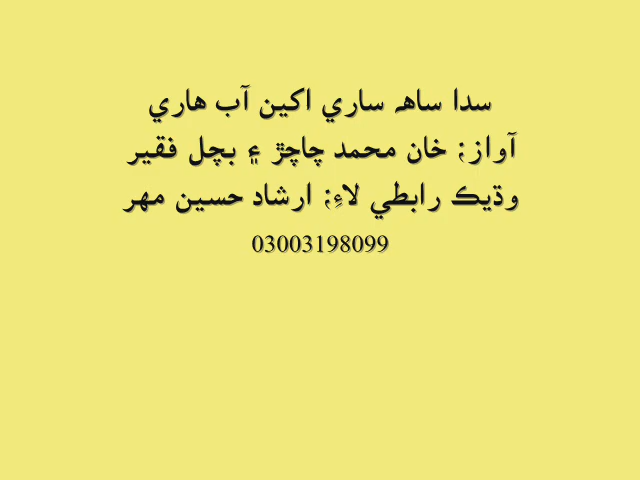 سدا ساهہ ساري اکين آب هاري
آواز؛ خان محمد چاچڙ ۽ بچل فقير
وڌيڪ رابطي لاءِ؛ ارشاد حسين مهر
03003198099